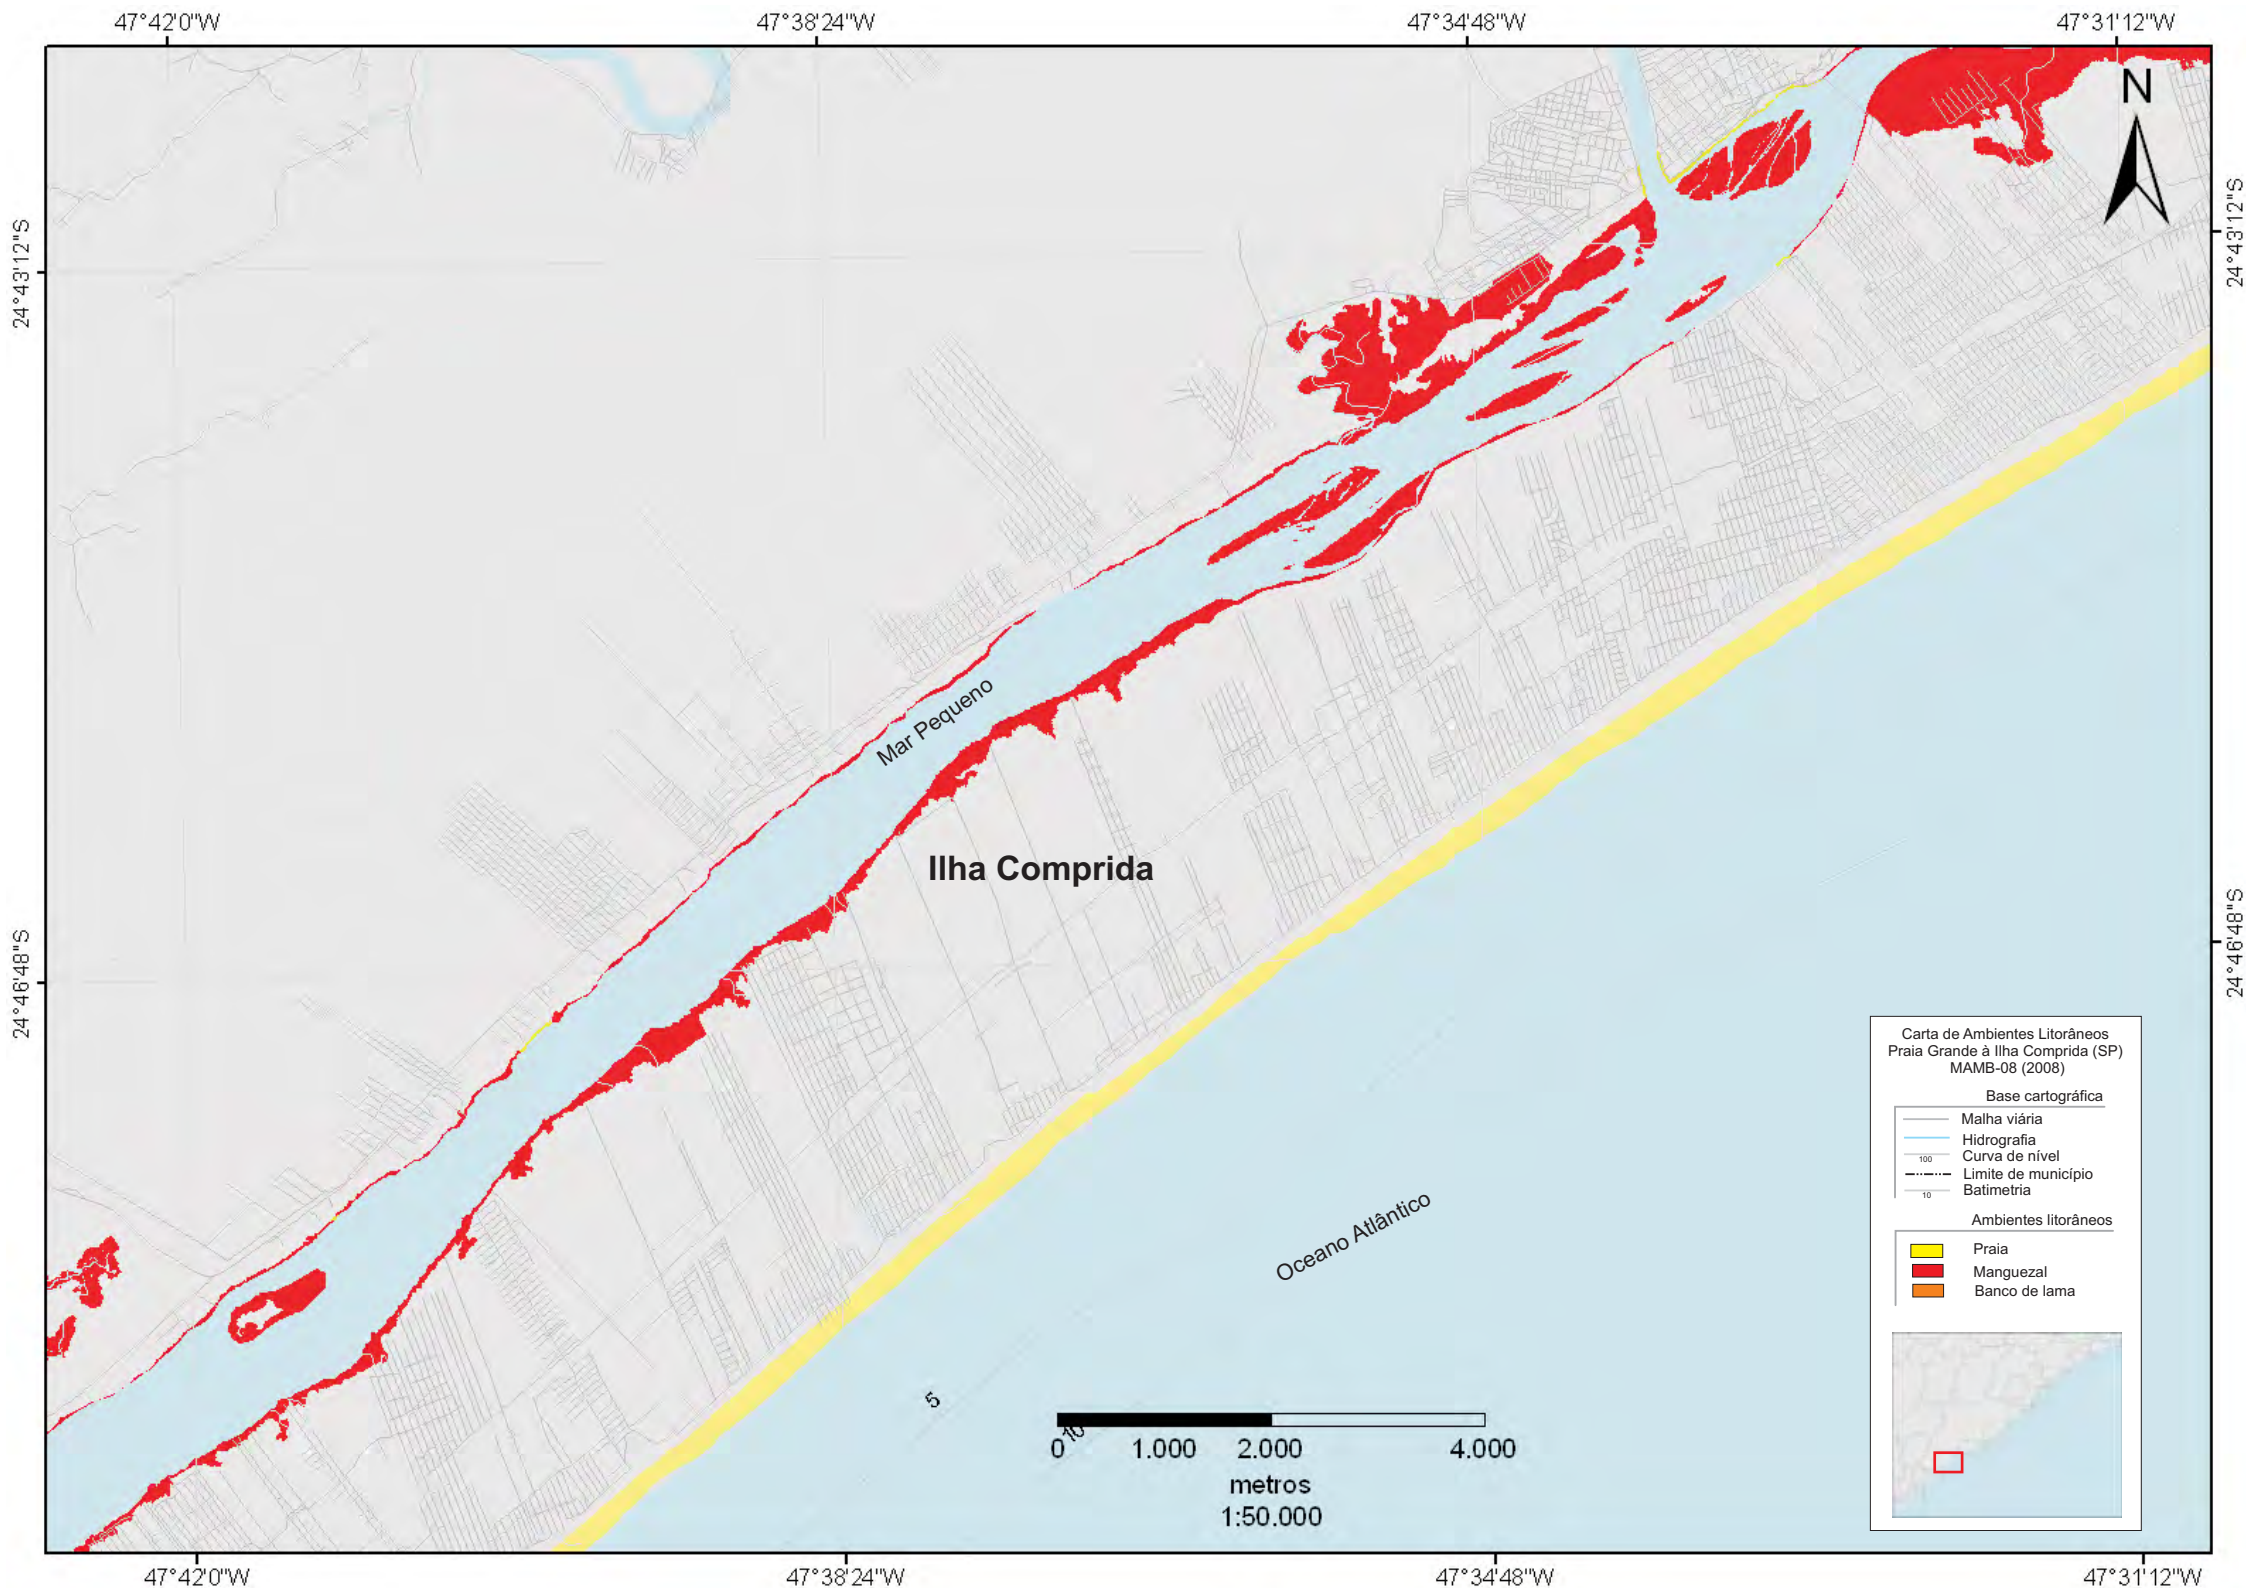 47°42'0"W
47°38'24"W
47°34'48"W
47°31'12"W
N
24°43'12"S
24°43'12"S
Mar Pequeno
Ilha Comprida
24°46'48"S
24°46'48"S
Oceano Atlântico
5
10
0
1.000
2.000
4.000
metros
1:50.000
Carta de Ambientes Litorâneos
Praia Grande à Ilha Comprida (SP)
MAMB-08 (2008)
Base cartográfica
Malha viária
Hidrografia
100 Curva de nível
Limite de município
10 Batimetria
Ambientes litorâneos
Praia
Manguezal
Banco de lama
47°42'0"W
47°38'24"W
47°34'48"W
47°31'12"W